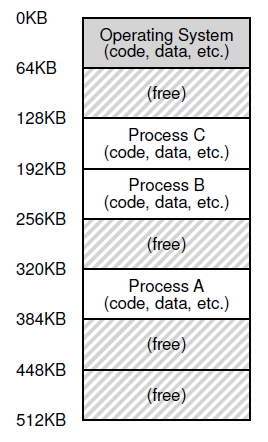 0KB
Operating System
(code, data, etc.)
64KB
(free)
128KB
Process C
(code, data, etc.)
192KB
Process B
(code, data, etc.)
256KB
(free)
320KB
Process A
(code, data, etc.)
384KB
(free)
448KB
(free)
512KB